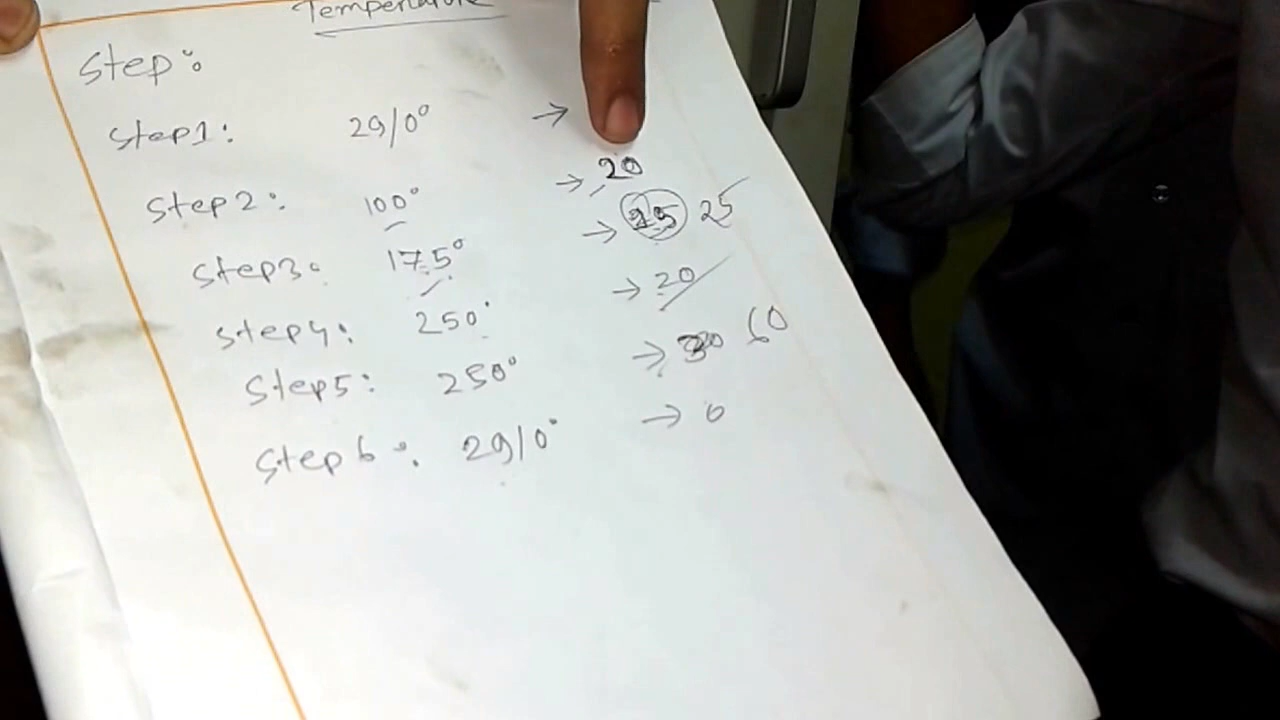 Temperature
Step:
Step1: 29/0° →
Step2: 100° → 20
Step3: 175° → 25 25
Step4: 250° → 20
Step5: 250° → 60
Step6: 29/0° → 0